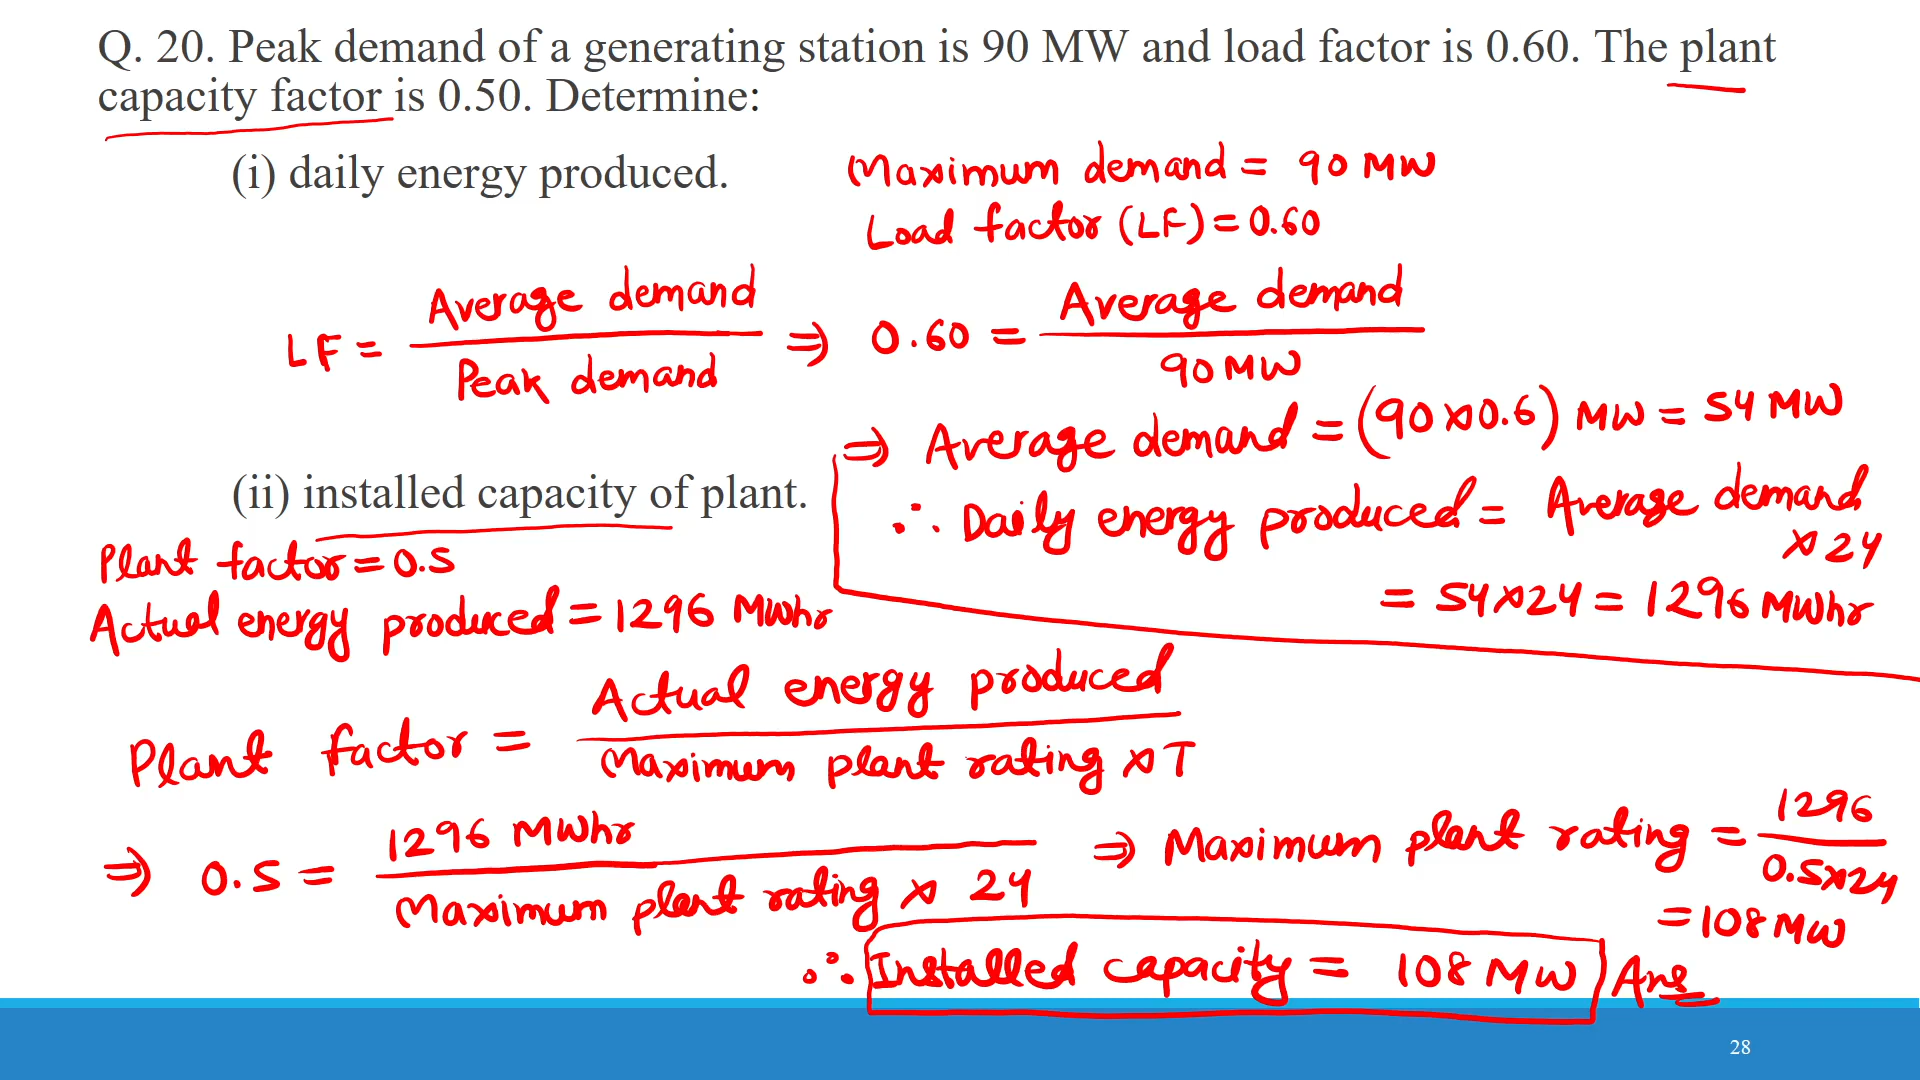 Q. 20. Peak demand of a generating station is 90 MW and load factor is 0.60. The plant
capacity factor is 0.50. Determine:
(i) daily energy produced.
Maximum demand = 90 MW
Load factor (LF) = 0.60
LF = Average demand / Peak demand ⇒ 0.60 = Average demand / 90 MW
⇒ Average demand = (90 × 0.6) MW = 54 MW
∴ Daily energy produced = Average demand
× 24
= 54 × 24 = 1296 MWhr
(ii) installed capacity of plant.
Plant factor = 0.5
Actual energy produced = 1296 MWhr
Plant factor = Actual energy produced / Maximum plant rating × T
⇒ 0.5 = 1296 MWhr / Maximum plant rating × 24 ⇒ Maximum plant rating = 1296 / 0.5×24
= 108 MW
∴ Installed capacity = 108 MW Ans
28